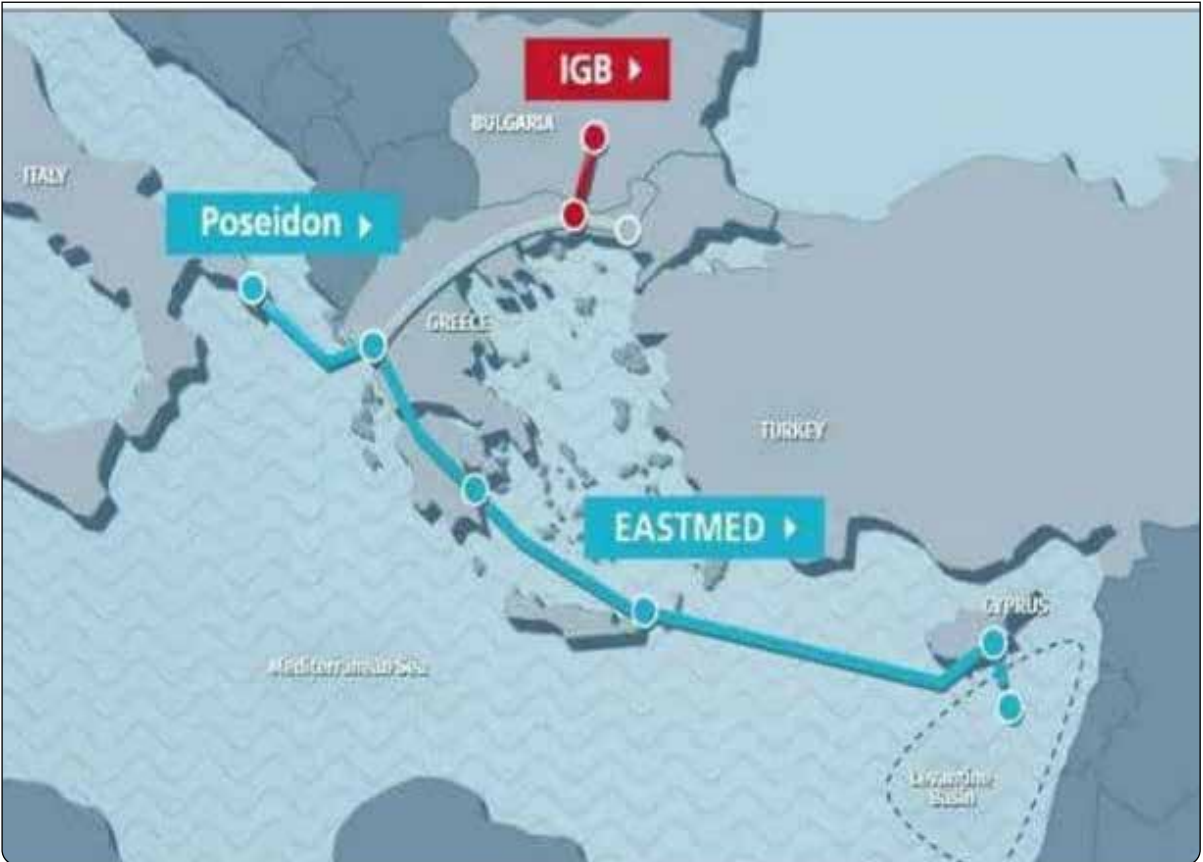 IGB
BULGARIA
ITALY
Poseidon
GREECE
TURKEY
EASTMED
CYPRUS
Mediterranean Sea
Levantine
Basin